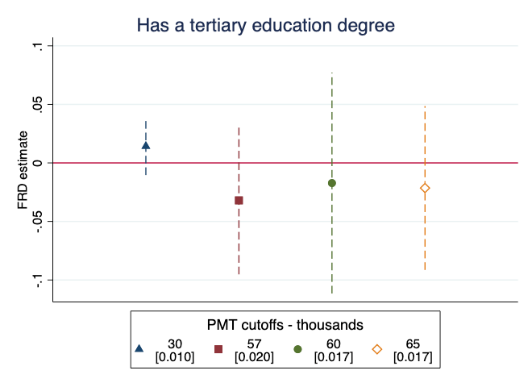 Has a tertiary education degree
.1
.05
0
-.05
-.1
FRD estimate
PMT cutoffs - thousands
30 57 60 65
[0.010] [0.020] [0.017] [0.017]